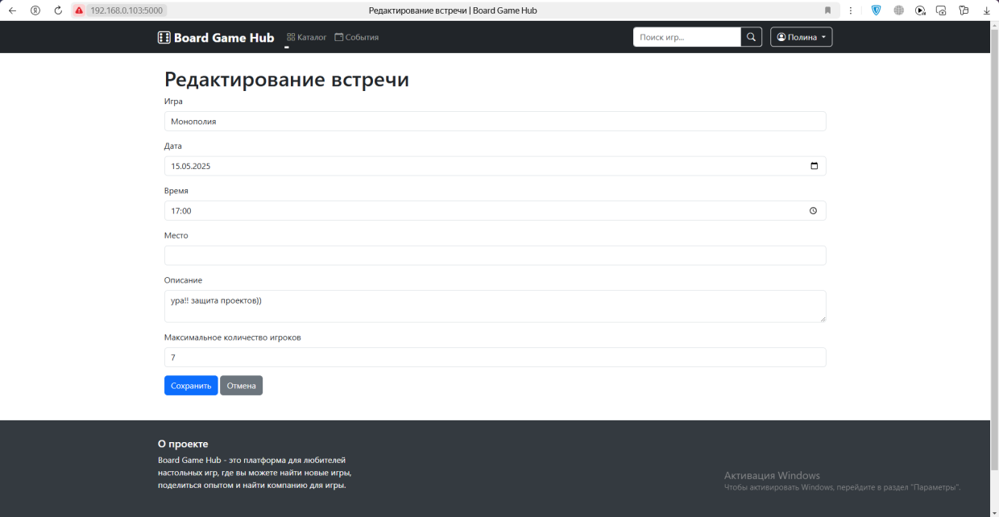 192.168.0.103:5000
Редактирование встречи | Board Game Hub
Board Game Hub
Каталог
События
Поиск игр...
Полина
Редактирование встречи
Игра
Монополия
Дата
15.05.2025
Время
17:00
Место
Описание
ура!! защита проектов))
Максимальное количество игроков
7
Сохранить
Отмена
О проекте
Board Game Hub - это платформа для любителей
настольных игр, где вы можете найти новые игры,
поделиться опытом и найти компанию для игры.
Активация Windows
Чтобы активировать Windows, перейдите в раздел "Параметры".